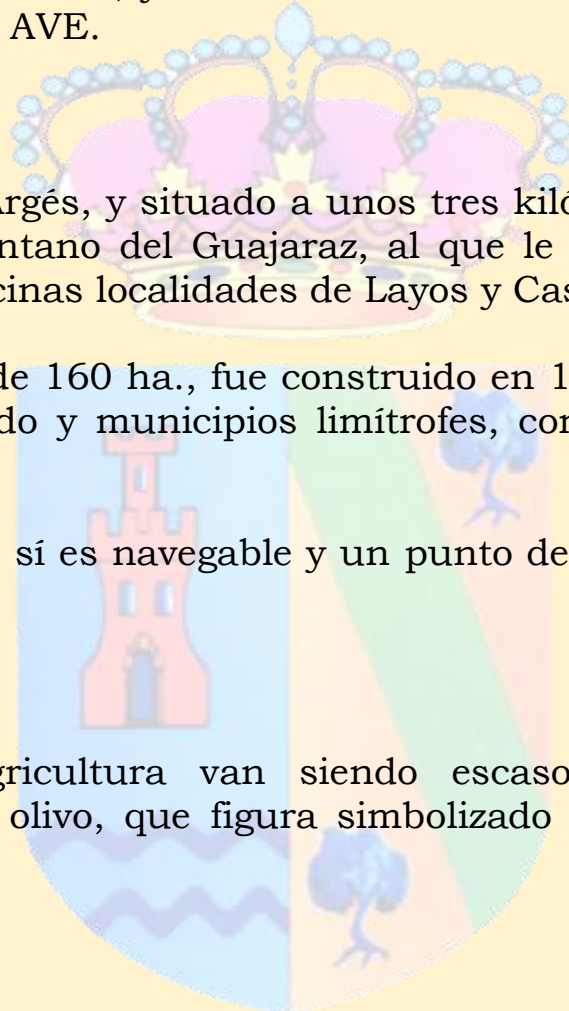 AVE.
Argés, y situado a unos tres kiló
ntano del Guajaraz, al que le
cinas localidades de Layos y Cas
de 160 ha., fue construido en 1
do y municipios limítrofes, con
sí es navegable y un punto de
gricultura van siendo escaso
olivo, que figura simbolizado